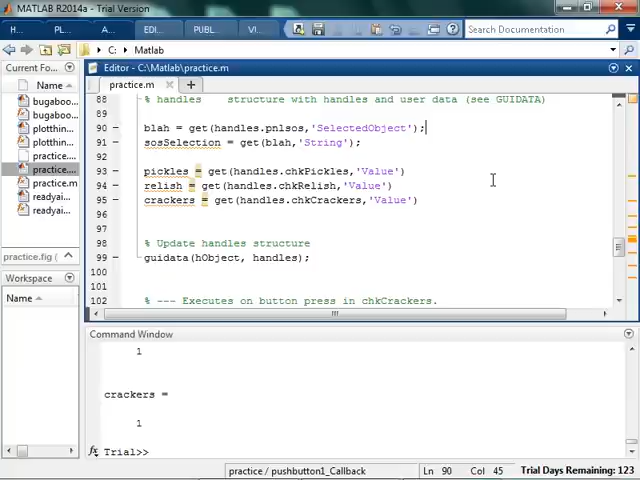 MATLAB R2014a - Trial Version
H...
P...
A...
EDIT...
PUBL...
VI...
Search Documentation
C:
Matlab
Current Fo...
Editor - C:\Matlab\practice.m
Name
practice.m
bugaboo...
bugaboo...
plotthin...
plotthin...
practice....
practice....
practice.m
readyai...
readyai...
practice.fig
Workspace
Name
88 % handles    structure with handles and user data (see GUIDATA)
89
90 blah = get(handles.pnlsos,'SelectedObject');
91 sosSelection = get(blah,'String');
92
93 pickles = get(handles.chkPickles,'Value')
94 relish = get(handles.chkRelish,'Value')
95 crackers = get(handles.chkCrackers,'Value')
96
97
98 % Update handles structure
99 guidata(hObject, handles);
100
101
102 % --- Executes on button press in chkCrackers.
Command Window
1
crackers =
1
fx Trial>>
practice / pushbutton1_Callback
Ln 90 Col 45
Trial Days Remaining: 123